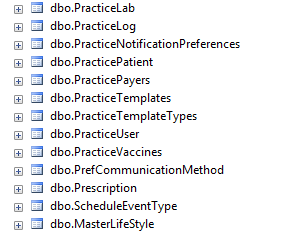 dbo.PracticeLab
dbo.PracticeLog
dbo.PracticeNotificationPreferences
dbo.PracticePatient
dbo.PracticePayers
dbo.PracticeTemplates
dbo.PracticeTemplateTypes
dbo.PracticeUser
dbo.PracticeVaccines
dbo.PrefCommunicationMethod
dbo.Prescription
dbo.ScheduleEventType
dbo.MasterLifeStyle